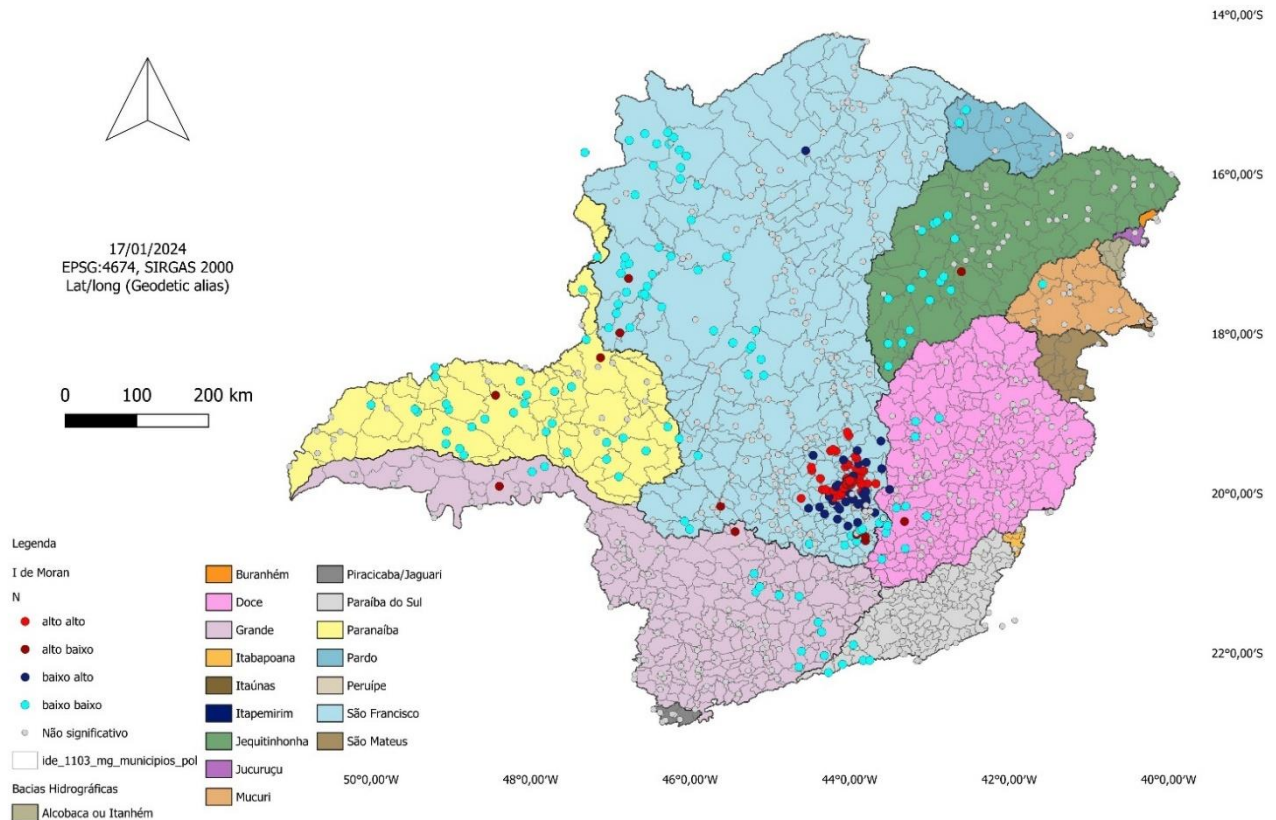 14°0,00′S
16°0,00′S
17/01/2024
EPSG:4674, SIRGAS 2000
Lat/long (Geodetic alias)
18°0,00′S
0 100 200 km
20°0,00′S
22°0,00′S
50°0,00′W 48°0,00′W 46°0,00′W 44°0,00′W 42°0,00′W 40°0,00′W
Legenda
I de Moran
N
alto alto
alto baixo
baixo alto
baixo baixo
Não significativo
ide_1103_mg_municipios_pol
Bacias Hidrográficas
Alcobaca ou Itanhém
Buranhém
Doce
Grande
Itabapoana
Itaúnas
Itapemirim
Jequitinhonha
Jucuruçu
Mucuri
Piracicaba/Jaguari
Paraíba do Sul
Paranaíba
Pardo
Peruípe
São Francisco
São Mateus